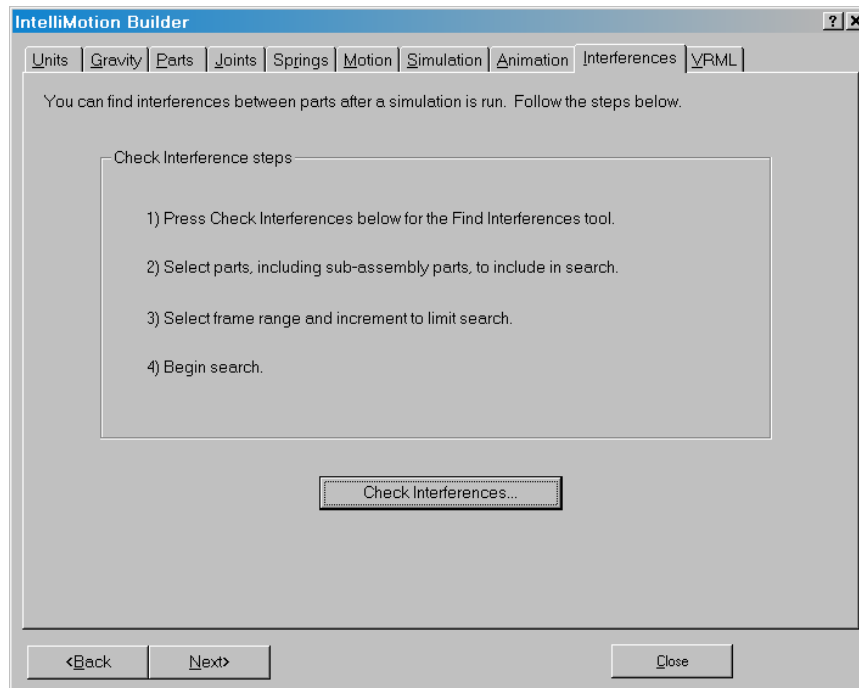 IntelliMotion Builder ? X
Units Gravity Parts Joints Springs Motion Simulation Animation Interferences VRML
You can find interferences between parts after a simulation is run. Follow the steps below.
Check Interference steps
1) Press Check Interferences below for the Find Interferences tool.
2) Select parts, including sub-assembly parts, to include in search.
3) Select frame range and increment to limit search.
4) Begin search.
Check Interferences...
<Back Next> Close